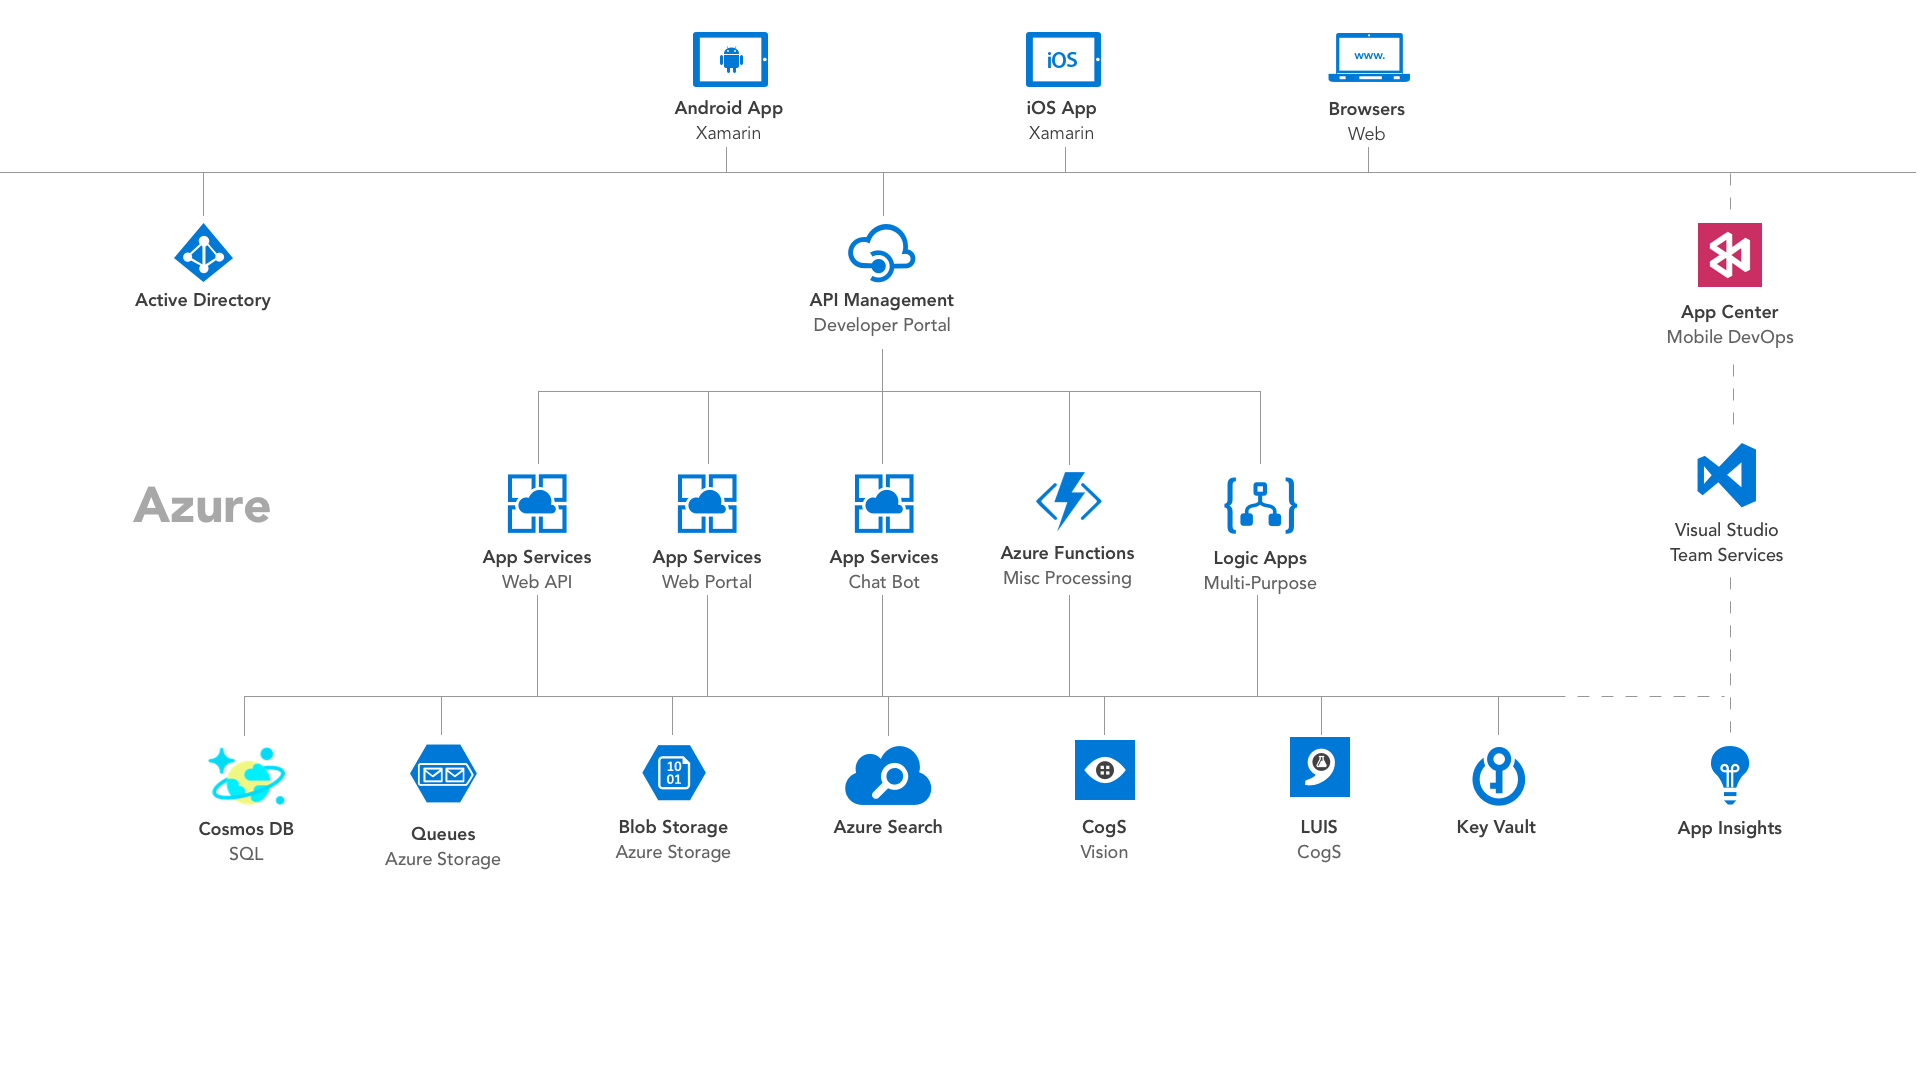 iOS
www.
Android App
Xamarin
iOS App
Xamarin
Browsers
Web
Active Directory
API Management
Developer Portal
App Center
Mobile DevOps
Azure
App Services
Web API
App Services
Web Portal
App Services
Chat Bot
Azure Functions
Misc Processing
Logic Apps
Multi-Purpose
Visual Studio
Team Services
10
01
Cosmos DB
SQL
Queues
Azure Storage
Blob Storage
Azure Storage
Azure Search
CogS
Vision
LUIS
CogS
Key Vault
App Insights